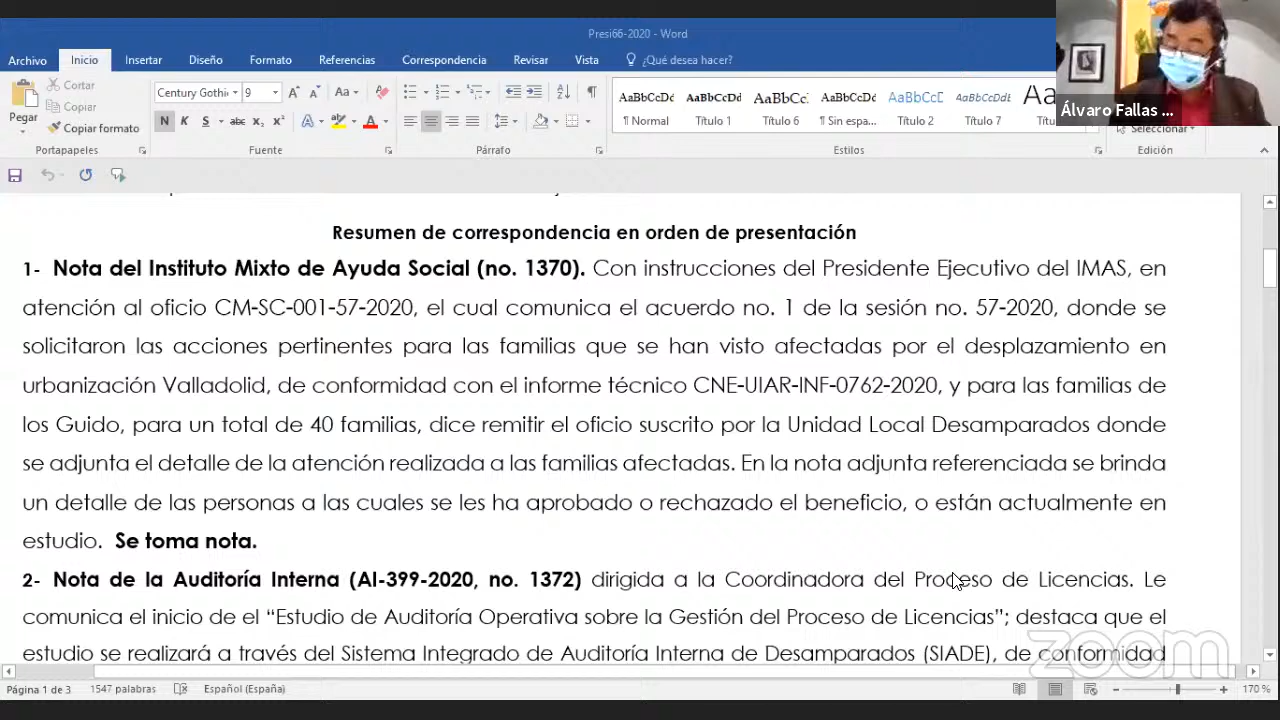 Presi66-2020 - Word
Archivo Inicio Insertar Diseño Formato Referencias Correspondencia Revisar Vista ¿Qué desea hacer?
Álvaro Fallas ...
Pegar
Cortar
Copiar
Copiar formato
Portapapeles
Century Gothi 9
Aa
N K S abc x₂ x²
Fuente
Párrafo
AaBbCcDd AaBbCcDd AaBbCc AaBbCcDd AaBbCcD AaBbCcDdE Aa
¶ Normal Título 1 Título 6 ¶ Sin espa... Título 2 Título 7
Estilos
Seleccionar
Edición
Resumen de correspondencia en orden de presentación
1- Nota del Instituto Mixto de Ayuda Social (no. 1370). Con instrucciones del Presidente Ejecutivo del IMAS, en
atención al oficio CM-SC-001-57-2020, el cual comunica el acuerdo no. 1 de la sesión no. 57-2020, donde se
solicitaron las acciones pertinentes para las familias que se han visto afectadas por el desplazamiento en
urbanización Valladolid, de conformidad con el informe técnico CNE-UIAR-INF-0762-2020, y para las familias de
los Guido, para un total de 40 familias, dice remitir el oficio suscrito por la Unidad Local Desamparados donde
se adjunta el detalle de la atención realizada a las familias afectadas. En la nota adjunta referenciada se brinda
un detalle de las personas a las cuales se les ha aprobado o rechazado el beneficio, o están actualmente en
estudio. Se toma nota.
2- Nota de la Auditoría Interna (AI-399-2020, no. 1372) dirigida a la Coordinadora del Proceso de Licencias. Le
comunica el inicio de el “Estudio de Auditoría Operativa sobre la Gestión del Proceso de Licencias”; destaca que el
estudio se realizará a través del Sistema Integrado de Auditoría Interna de Desamparados (SIADE), de conformidad
zoom
Página 1 de 3 1547 palabras Español (España) 170 %